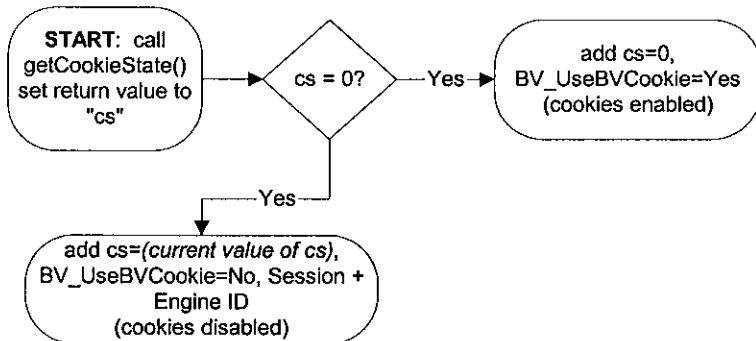 START: call
getCookieState()
set return value to
"cs"
cs = 0?
Yes
add cs=0,
BV_UseBVCookie=Yes
(cookies enabled)
Yes
add cs=(current value of cs),
BV_UseBVCookie=No, Session +
Engine ID
(cookies disabled)